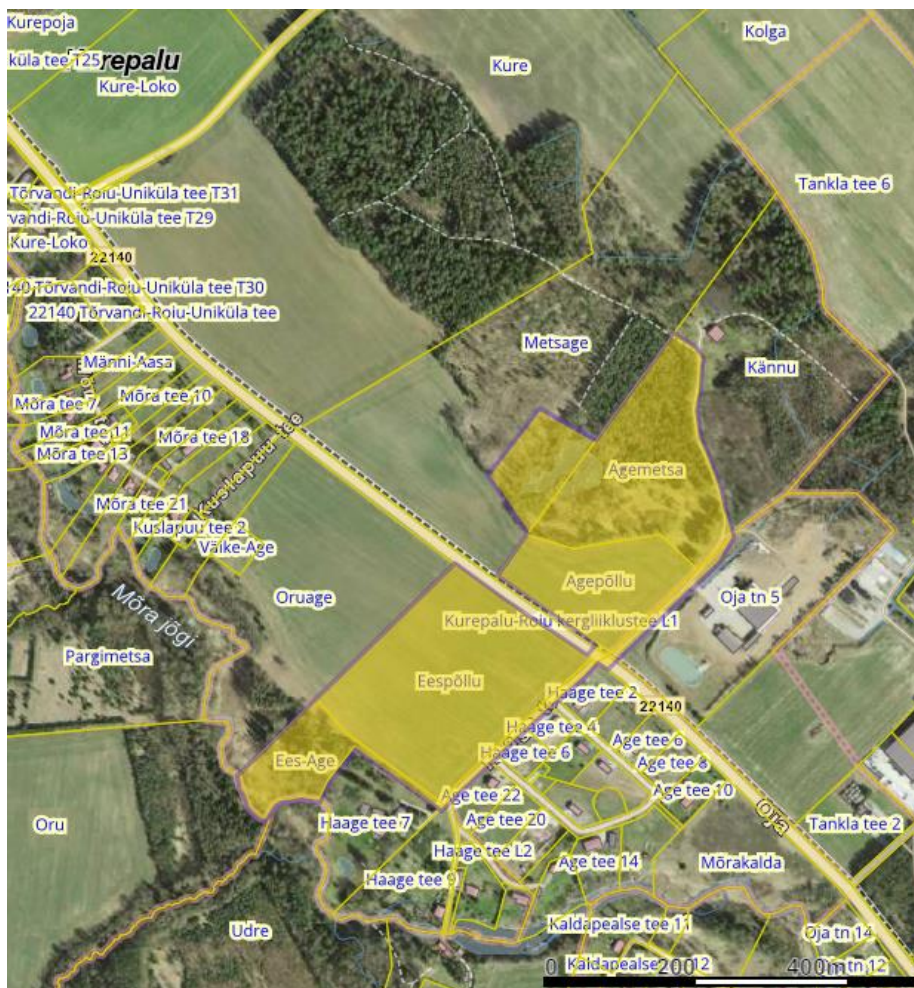 Kurepoja
Kolga
küla tee T25
Kurepalu
Kure
Kure-Loko
Tankla tee 6
Tõrvandi-Roiu-Uniküla tee T31
rvandi-Roiu-Uniküla tee T29
Kure-Loko
22140
40 Tõrvandi-Roiu-Uniküla tee T30
22140 Tõrvandi-Roiu-Uniküla tee
Metsage
Männi-Aasa
Kännu
Mõra tee 10
Mõra tee 7
Mõra tee 11
Mõra tee 18
Mõra tee 13
Kuslapuu tee
Agemetsa
Mõra tee 21
Kuslapuu tee 2
Väike-Age
Agepõllu
Oruage
Oja tn 5
Mõra jõgi
Kurepalu-Roiu kergliiklustee L1
Pargimetsa
Eespõllu
Haage tee 2
22140
Haage tee 4
Age tee 6
Haage tee 6
Ees-Age
Age tee 8
Age tee 10
Age tee 22
Oja
Oru
Haage tee 7
Age tee 20
Tankla tee 2
Haage tee L2
Age tee 14
Mõrakalda
Haage tee 9
Kaldapealse tee 11
Udre
Oja tn 14
Kaldapealse
12
tn 12
0 200 400m